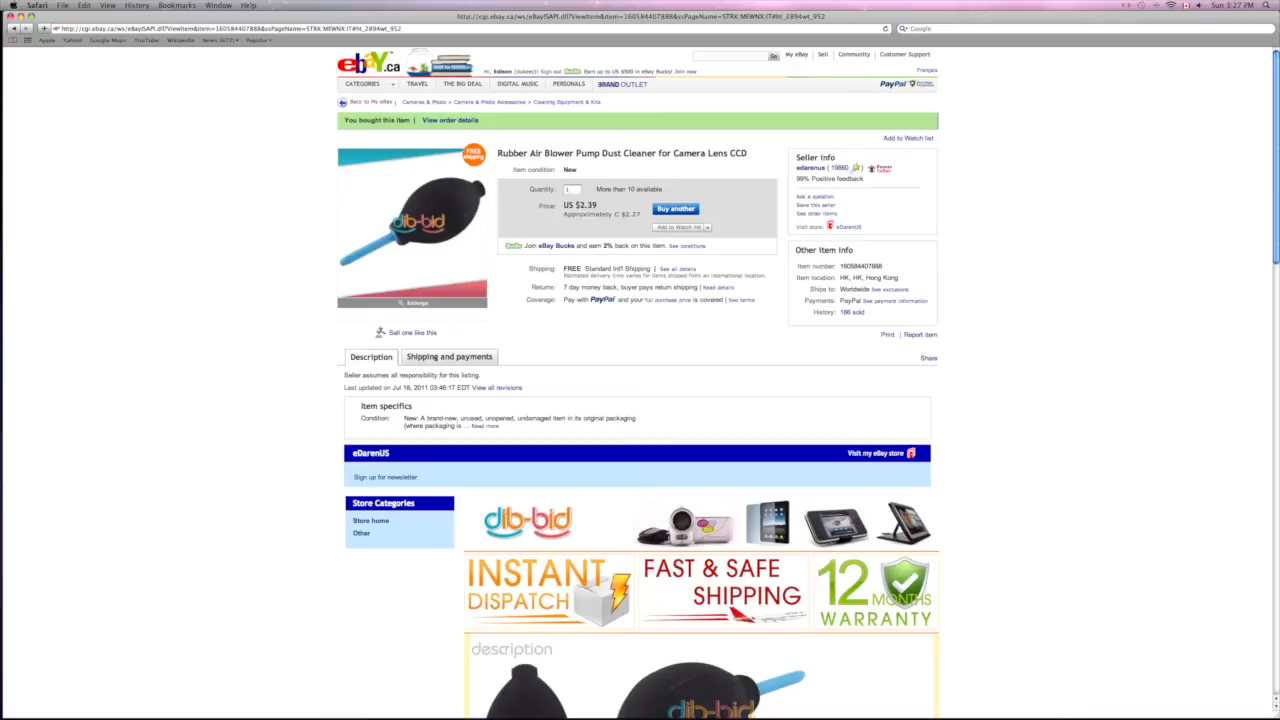 Safari File Edit View History Bookmarks Window Help
Sun 3:27 PM
http://cgi.ebay.ca/ws/eBayISAPI.dll?ViewItem&item=160584407888&ssPageName=STRK:MEWNX:IT#ht_2894wt_952
http://cgi.ebay.ca/ws/eBayISAPI.dll?ViewItem&item=160584407888&ssPageName=STRK:MEWNX:IT#ht_2894wt_952
Google
Apple Yahoo! Google Maps YouTube Wikipedia News (672) Popular
ebay.ca
Go
My eBay Sell Community Customer Support
Hi, Edison (dukeej)! Sign out
Earn up to US $500 in eBay Bucks! Join now
Français
CATEGORIES TRAVEL THE BIG DEAL DIGITAL MUSIC PERSONALS BRAND OUTLET
PayPal
Back to My eBay | Cameras & Photo > Camera & Photo Accessories > Cleaning Equipment & Kits
You bought this item | View order details
Add to Watch list
FREE shipping
dib-bid
Enlarge
Sell one like this
Rubber Air Blower Pump Dust Cleaner for Camera Lens CCD
Item condition: New
Quantity: 1 More than 10 available
Price: US $2.39
Approximately C $2.27
Buy another
Add to Watch list
Join eBay Bucks and earn 2% back on this item. See conditions
Shipping: FREE Standard Int'l Shipping | See all details
Estimated delivery time varies for items shipped from an international location.
Returns: 7 day money back, buyer pays return shipping | Read details
Coverage: Pay with PayPal and your full purchase price is covered | See terms
Seller info
edarenus ( 19860 ) Power Seller
99% Positive feedback
Ask a question
Save this seller
See other items
Visit store: eDarenUS
Other item info
Item number: 160584407888
Item location: HK, HK, Hong Kong
Ships to: Worldwide See exclusions
Payments: PayPal See payment information
History: 186 sold
Print | Report item
Description Shipping and payments
Share
Seller assumes all responsibility for this listing.
Last updated on Jul 18, 2011 03:46:17 EDT View all revisions
Item specifics
Condition: New: A brand-new, unused, unopened, undamaged item in its original packaging
(where packaging is ... Read more
eDarenUS
Visit my eBay store
Sign up for newsletter
Store Categories
Store home
Other
dib-bid
INSTANT
DISPATCH
FAST & SAFE
SHIPPING
12
MONTHS
WARRANTY
description
dib-bid